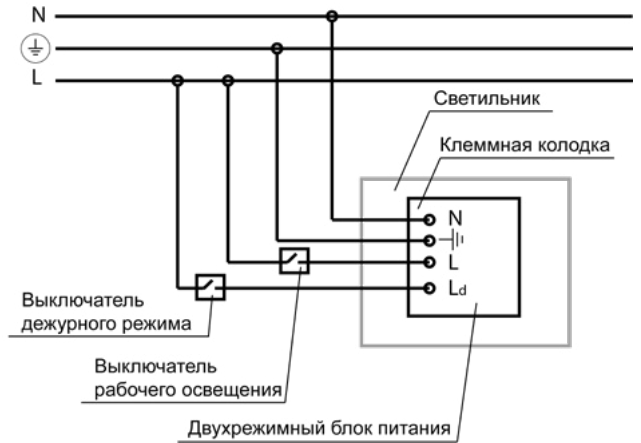 N
L
Светильник
Клеммная колодка
N
L
Ld
Выключатель
дежурного режима
Выключатель
рабочего освещения
Двухрежимный блок питания